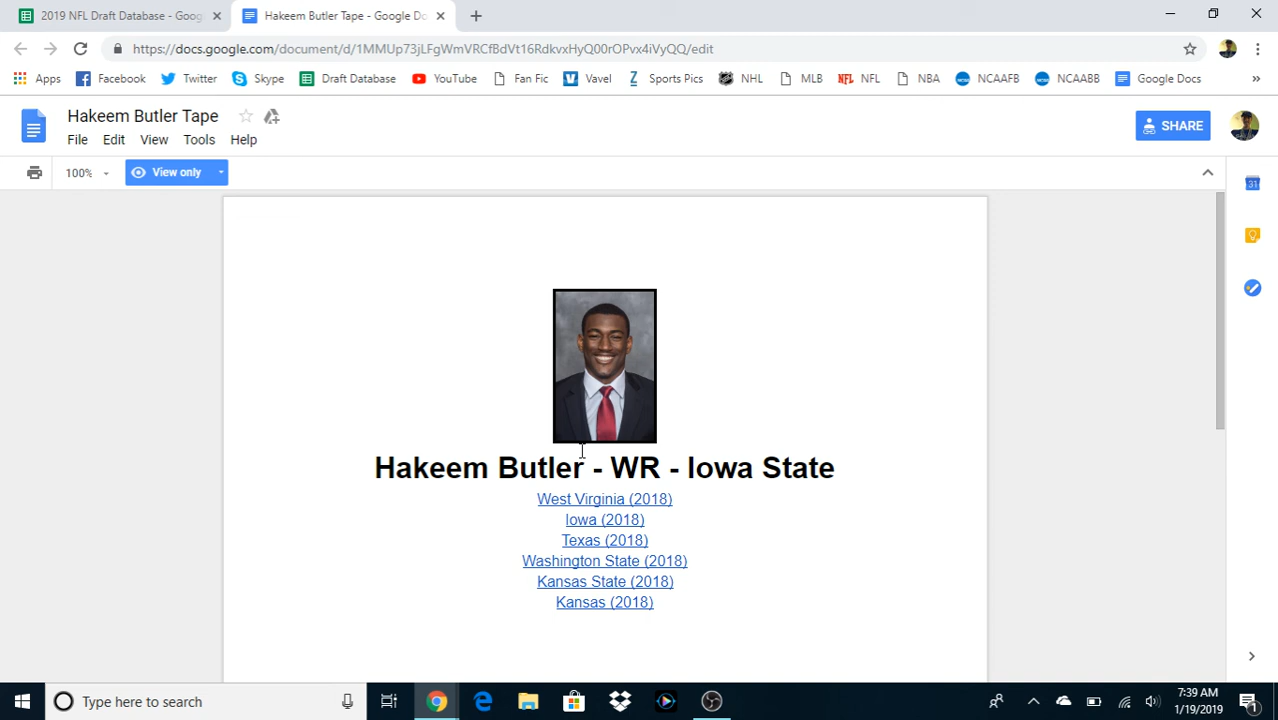 2019 NFL Draft Database - Goog
Hakeem Butler Tape - Google Do
https://docs.google.com/document/d/1MMUp73jLFgWmVRCfBdVt16RdkvxHyQ00rOPvx4iVyQQ/edit
Apps Facebook Twitter Skype Draft Database YouTube Fan Fic Vavel Sports Pics NHL MLB NFL NFL NBA NCAAFB NCAABB Google Docs »
Hakeem Butler Tape
SHARE
File Edit View Tools Help
100% View only
31
Hakeem Butler - WR - Iowa State
West Virginia (2018)
Iowa (2018)
Texas (2018)
Washington State (2018)
Kansas State (2018)
Kansas (2018)
Type here to search
7:39 AM
1/19/2019
1